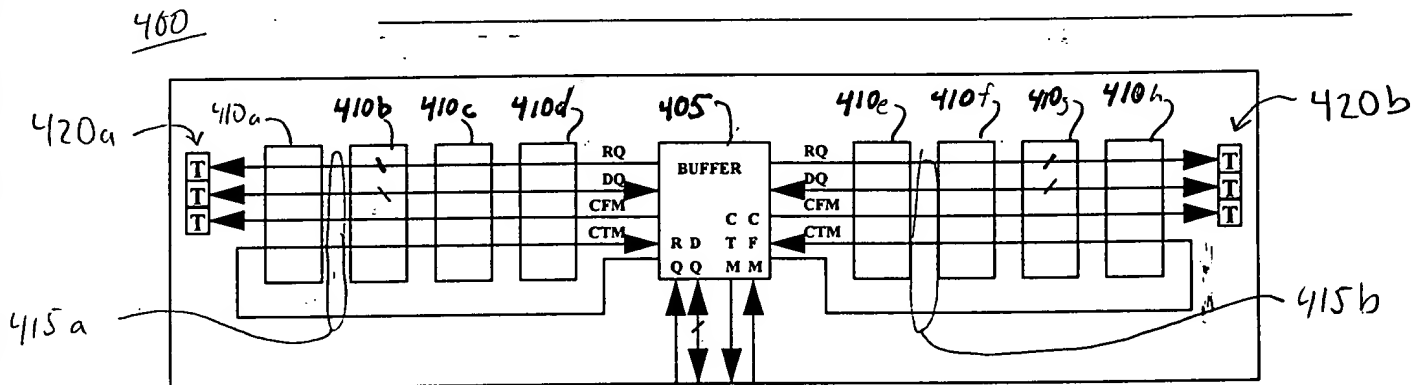 400
420a 410a 410b 410c 410d 405 410e 410f 410g 410h 420b
T RQ BUFFER RQ T
T DQ DQ T
T CFM C C CFM T
CTM R D T F CTM
Q Q M M
415a 415b